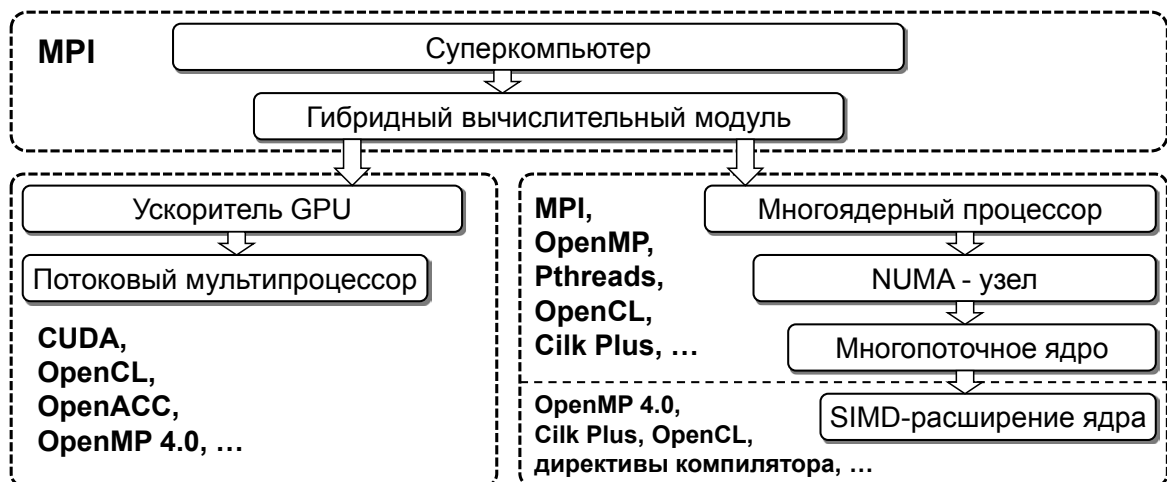 MPI
Суперкомпьютер
Гибридный вычислительный модуль
Ускоритель GPU
Потоковый мультипроцессор
CUDA,
OpenCL,
OpenACC,
OpenMP 4.0, ...
MPI,
OpenMP,
Pthreads,
OpenCL,
Cilk Plus, ...
Многоядерный процессор
NUMA - узел
Многопоточное ядро
OpenMP 4.0,
Cilk Plus, OpenCL,
директивы компилятора, ...
SIMD-расширение ядра